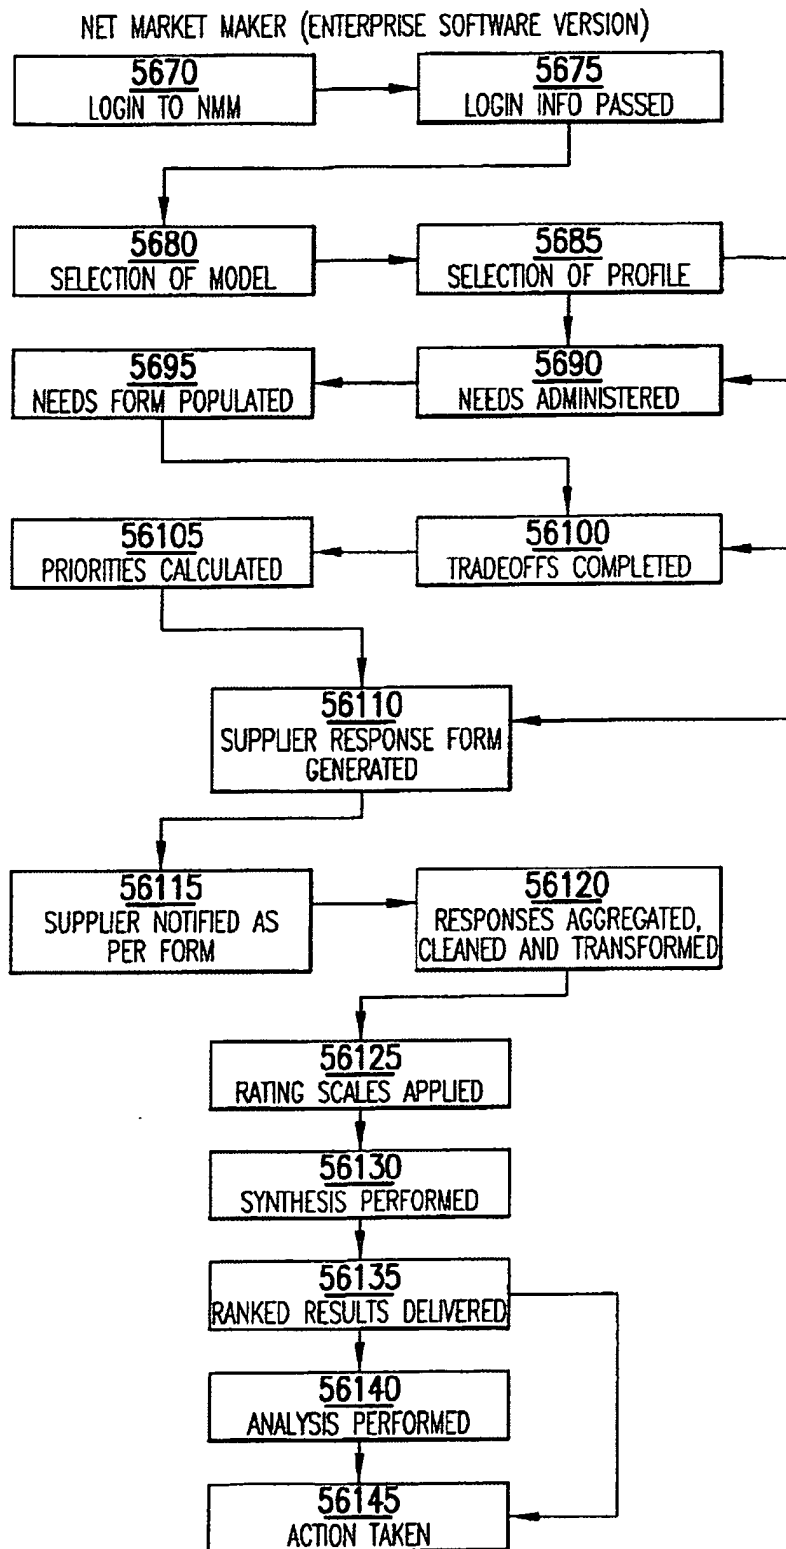 NET MARKET MAKER (ENTERPRISE SOFTWARE VERSION)
5670
LOGIN TO NMM
5675
LOGIN INFO PASSED
5680
SELECTION OF MODEL
5685
SELECTION OF PROFILE
5695
NEEDS FORM POPULATED
5690
NEEDS ADMINISTERED
56105
PRIORITIES CALCULATED
56100
TRADEOFFS COMPLETED
56110
SUPPLIER RESPONSE FORM
GENERATED
56115
SUPPLIER NOTIFIED AS
PER FORM
56120
RESPONSES AGGREGATED,
CLEANED AND TRANSFORMED
56125
RATING SCALES APPLIED
56130
SYNTHESIS PERFORMED
56135
RANKED RESULTS DELIVERED
56140
ANALYSIS PERFORMED
56145
ACTION TAKEN